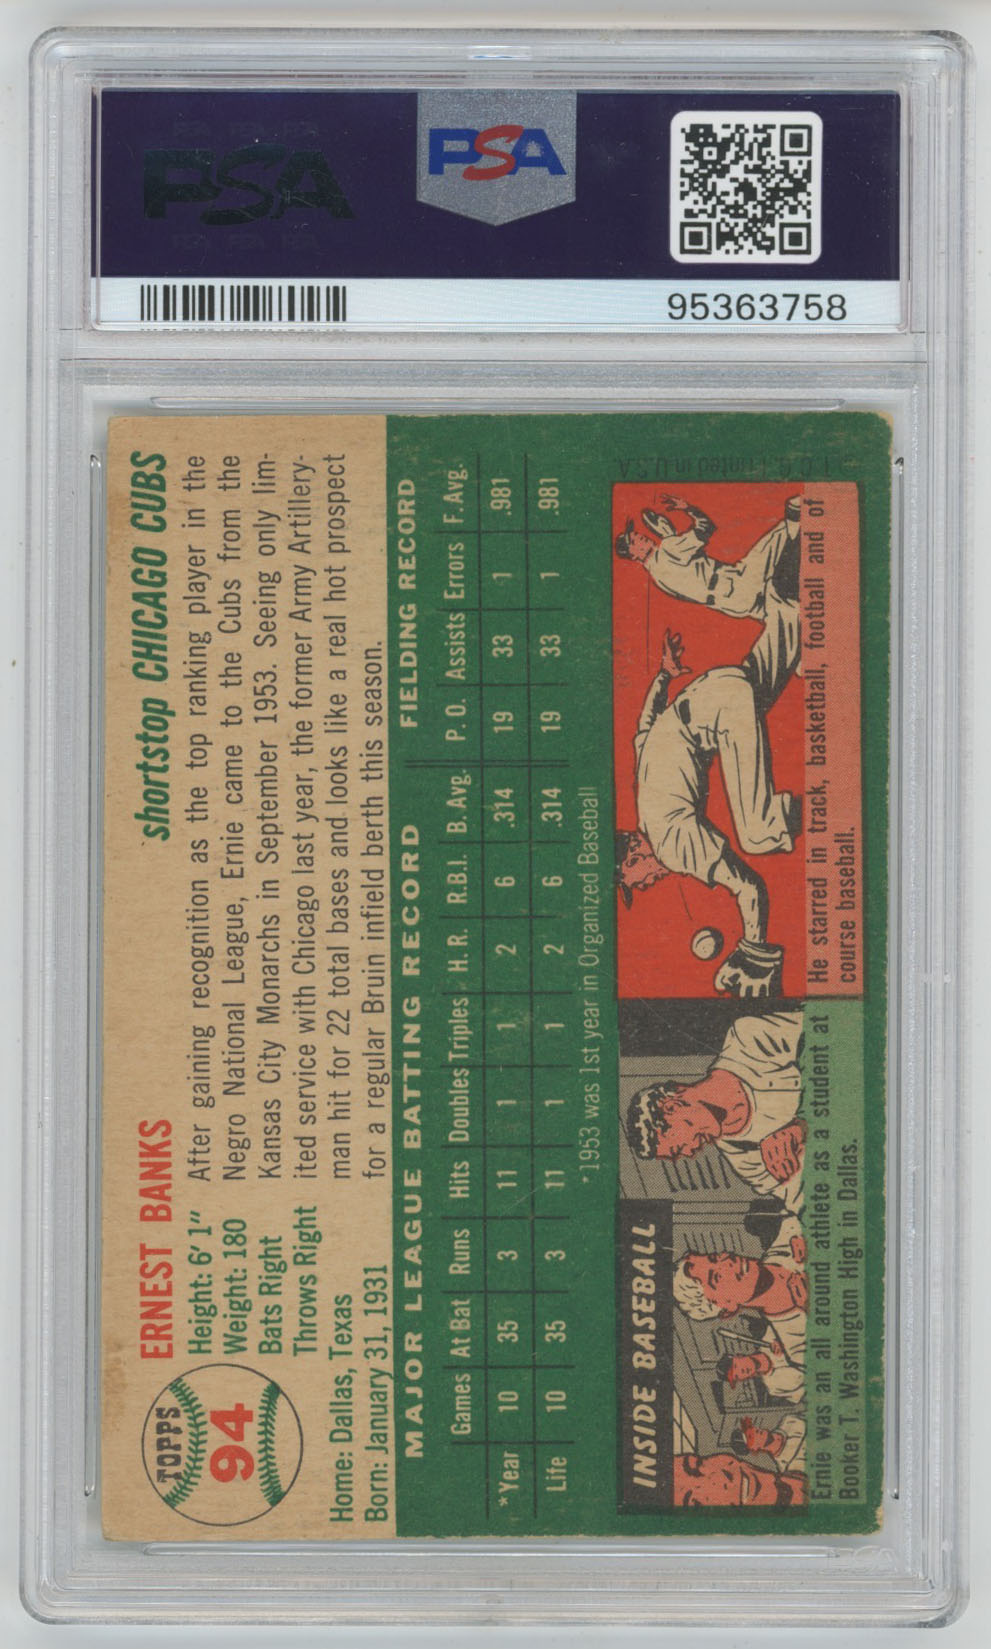 PSA PSA PSA
PSA
PSA PSA PSA
PSA
95363758
TOPPS
94
ERNEST BANKS
shortstop CHICAGO CUBS
Height: 6' 1"
Weight: 180
Bats Right
Throws Right
Home: Dallas, Texas
Born: January 31, 1931
After gaining recognition as the top ranking player in the
Negro National League, Ernie came to the Cubs from the
Kansas City Monarchs in September 1953. Seeing only lim-
ited service with Chicago last year, the former Army Artillery-
man hit for 22 total bases and looks like a real hot prospect
for a regular Bruin infield berth this season.
MAJOR LEAGUE BATTING RECORD FIELDING RECORD
Games At Bat Runs Hits Doubles Triples H. R. R.B.I. B. Avg. P. O. Assists Errors F. Avg.
*Year 10 35 3 11 1 1 2 6 .314 19 33 1 .981
Life 10 35 3 11 1 1 2 6 .314 19 33 1 .981
*1953 was 1st year in Organized Baseball
INSIDE BASEBALL
Ernie was an all around athlete as a student at
Booker T. Washington High in Dallas.
He starred in track, basketball, football and of
course baseball.
T. C. G. Printed in U.S.A.